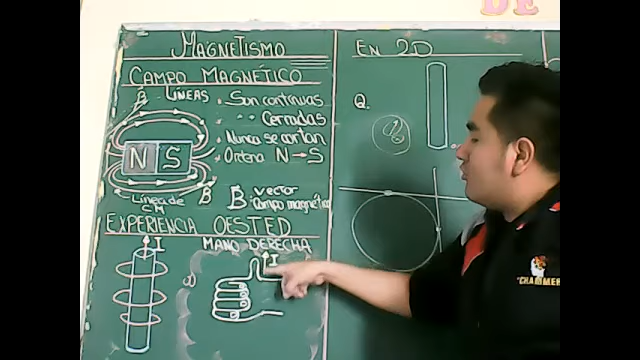 DE
MAGNETISMO
CAMPO MAGNÉTICO
B LÍNEAS
• Son continuas
• " " Cerradas
• Nunca se cortan
• Ordena N → S
N S
Línea de
CM
B
B vector
campo magnético
EXPERIENCIA OESTED
I
MANO DERECHA
I
EN 2D
Q.
CHAMMER